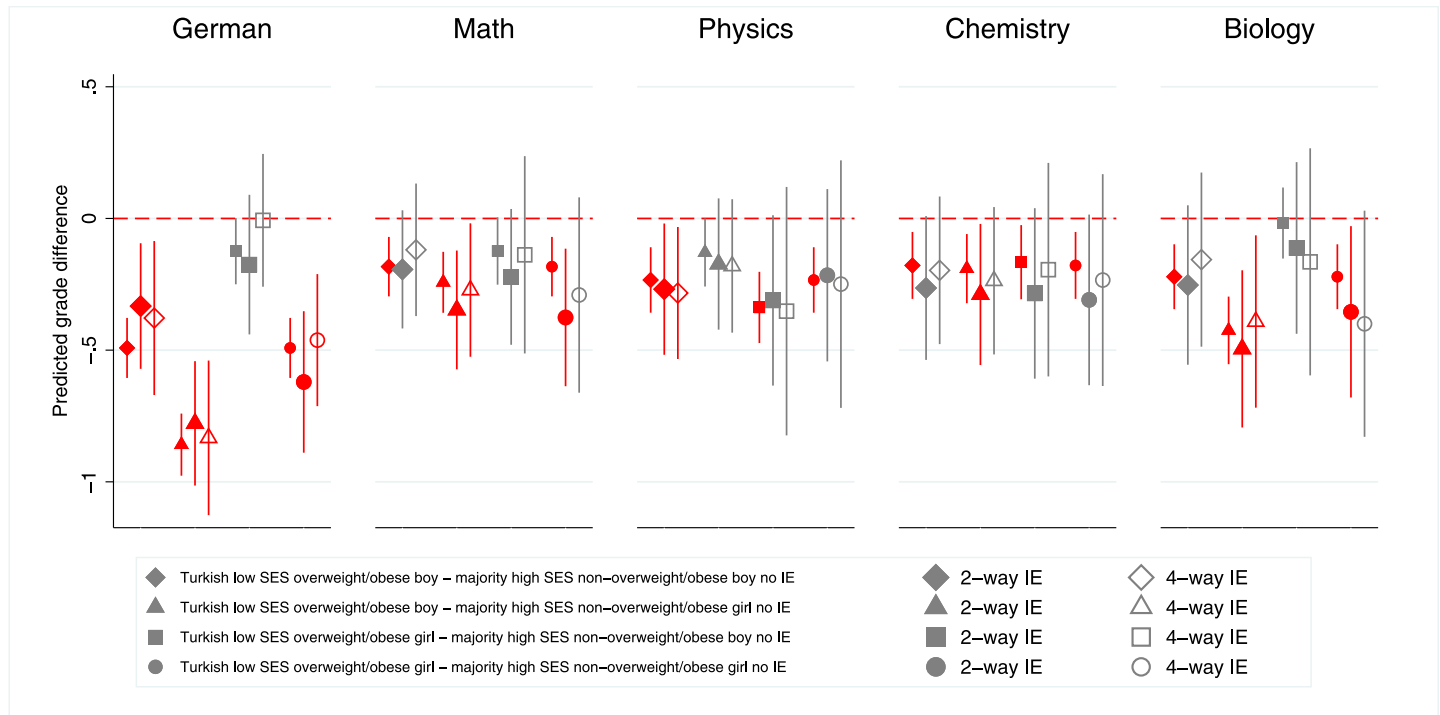 German Math Physics Chemistry Biology
Predicted grade difference
.5
0
−.5
−1
Turkish low SES overweight/obese boy − majority high SES non−overweight/obese boy no IE 2−way IE 4−way IE
Turkish low SES overweight/obese boy − majority high SES non−overweight/obese girl no IE 2−way IE 4−way IE
Turkish low SES overweight/obese girl − majority high SES non−overweight/obese boy no IE 2−way IE 4−way IE
Turkish low SES overweight/obese girl − majority high SES non−overweight/obese girl no IE 2−way IE 4−way IE